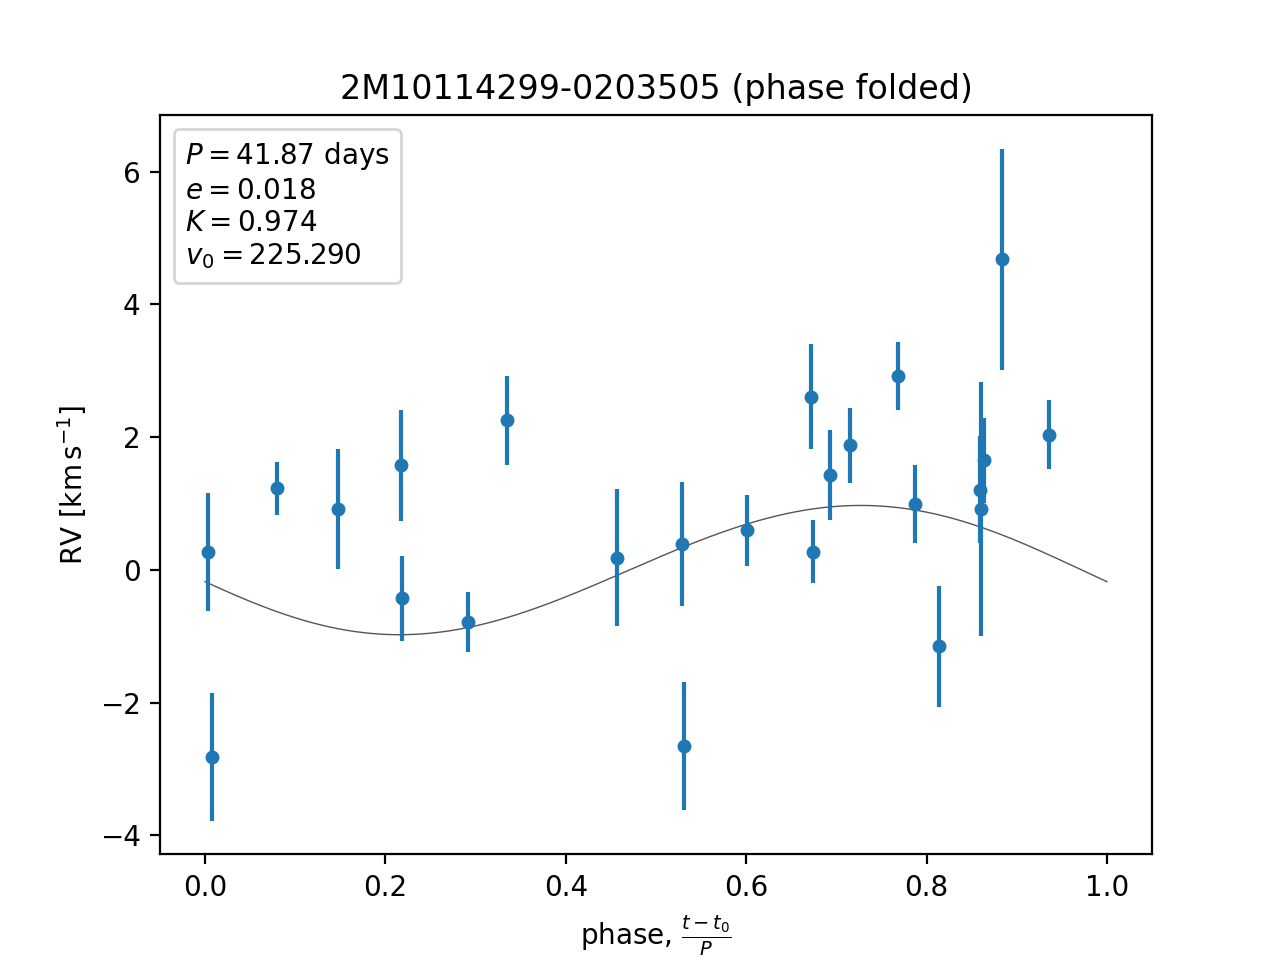 2M10114299-0203505 (phase folded)
P = 41.87 days
e = 0.018
K = 0.974
v₀ = 225.290
6
4
2
0
−2
−4
RV [km s⁻¹]
0.0 0.2 0.4 0.6 0.8 1.0
phase, (t − t₀)/P